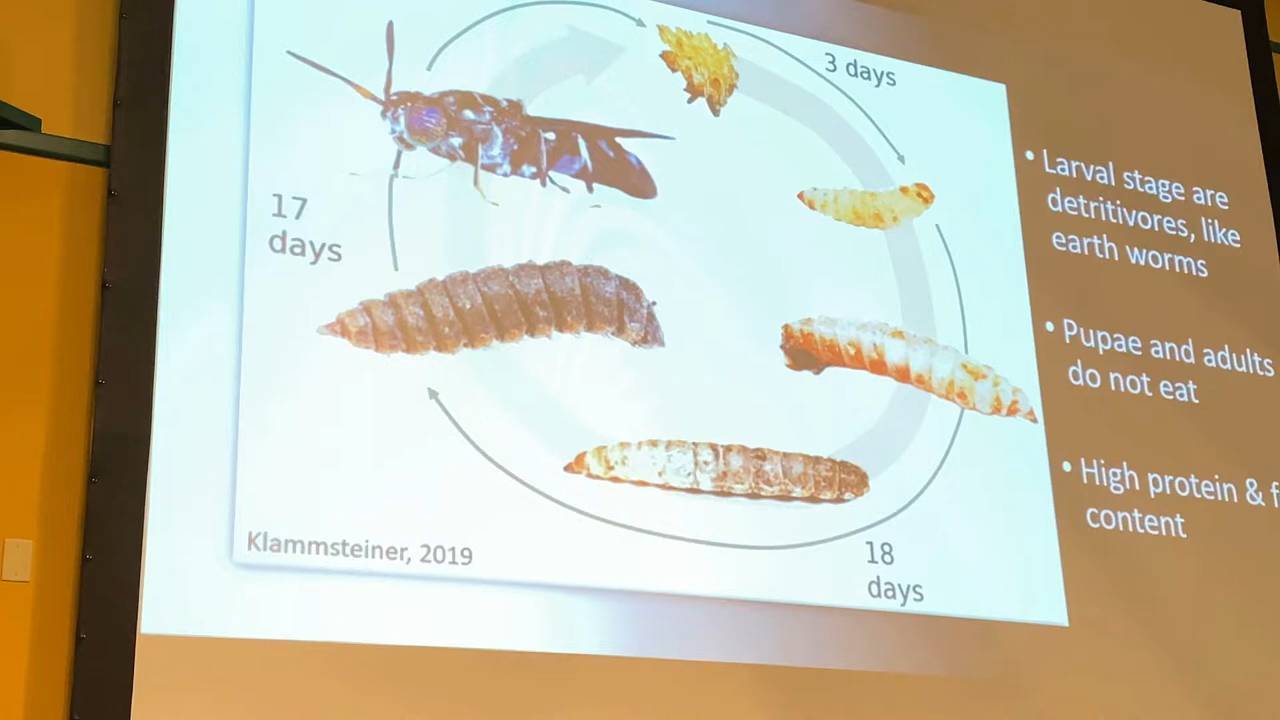 3 days
17
days
18
days
Klammsteiner, 2019
• Larval stage are
detritivores, like
earth worms
• Pupae and adults
do not eat
• High protein &
content